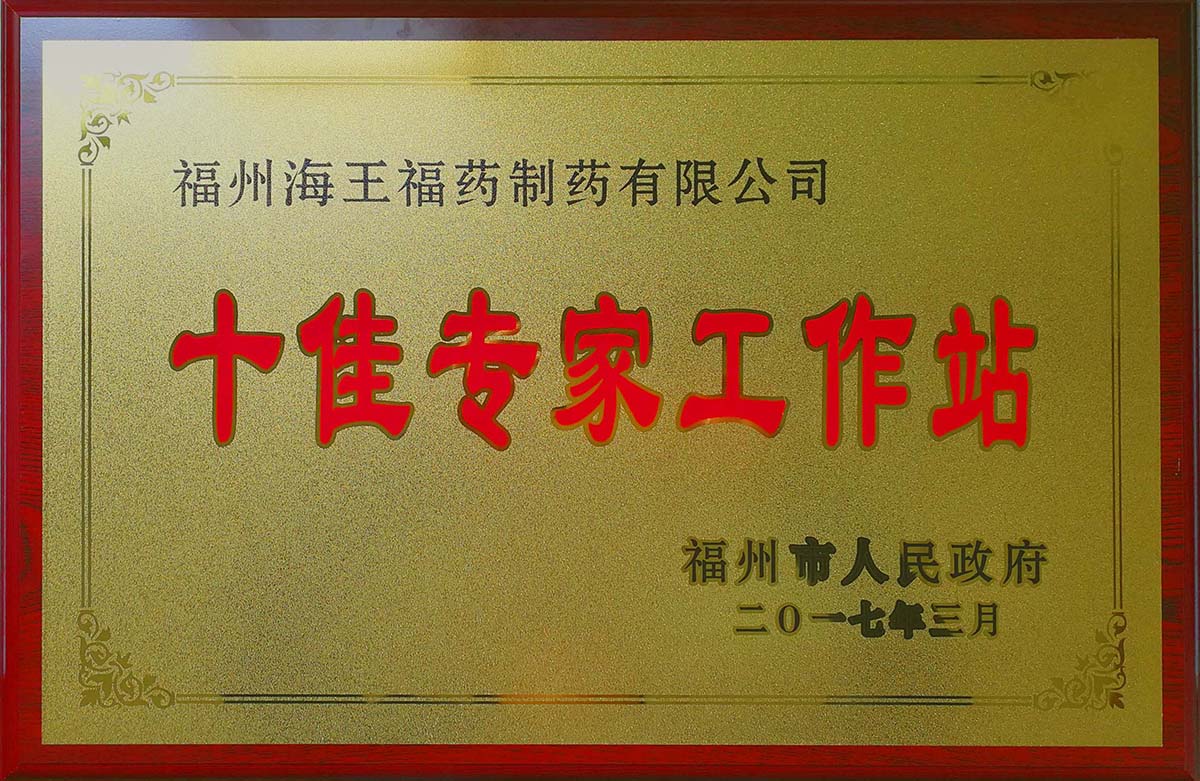 福州海王福药制药有限公司
十佳专家工作站
福州市人民政府
二〇一七年三月